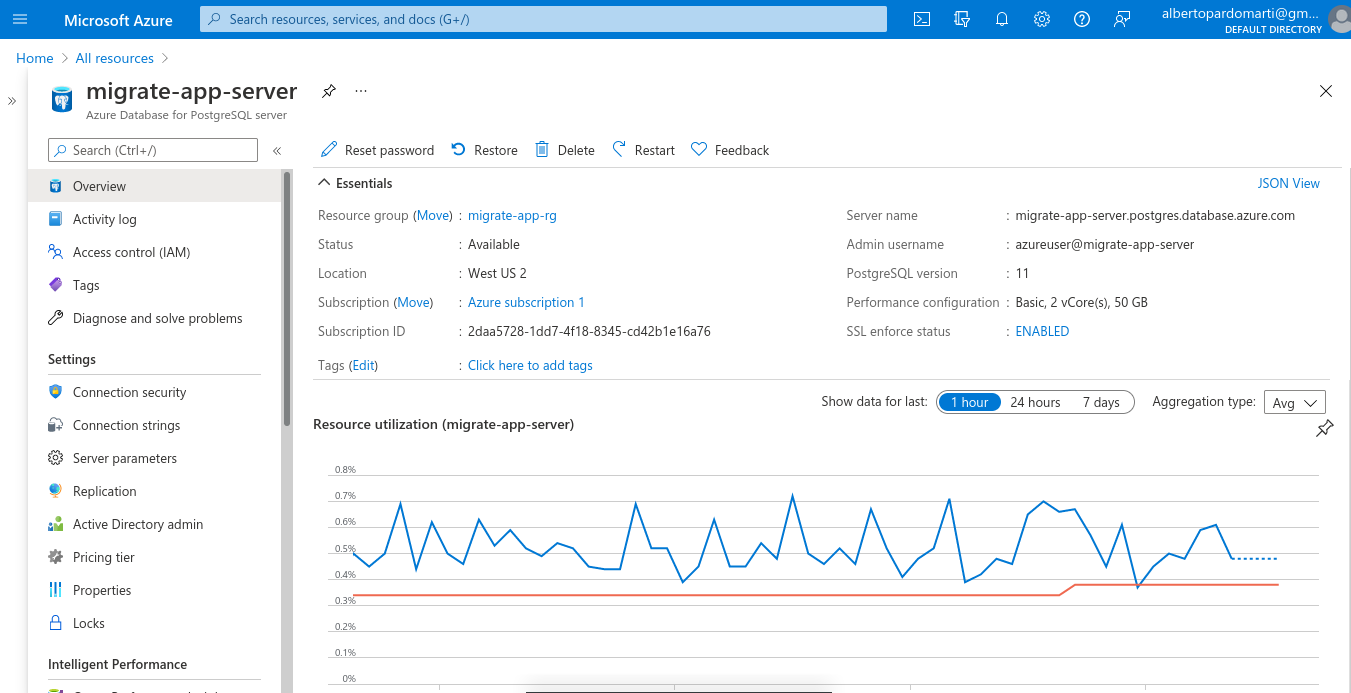 Microsoft Azure
Search resources, services, and docs (G+/)
albertopardomarti@gm...
DEFAULT DIRECTORY
Home > All resources >
»
migrate-app-server
...
Azure Database for PostgreSQL server
Search (Ctrl+/)
«
Overview
Activity log
Access control (IAM)
Tags
Diagnose and solve problems
Settings
Connection security
Connection strings
Server parameters
Replication
Active Directory admin
Pricing tier
Properties
Locks
Intelligent Performance
Reset password Restore Delete Restart Feedback
Essentials
JSON View
Resource group (Move) : migrate-app-rg
Status : Available
Location : West US 2
Subscription (Move) : Azure subscription 1
Subscription ID : 2daa5728-1dd7-4f18-8345-cd42b1e16a76
Tags (Edit) : Click here to add tags
Server name : migrate-app-server.postgres.database.azure.com
Admin username : azureuser@migrate-app-server
PostgreSQL version : 11
Performance configuration : Basic, 2 vCore(s), 50 GB
SSL enforce status : ENABLED
Show data for last: 1 hour 24 hours 7 days Aggregation type: Avg
Resource utilization (migrate-app-server)
0.8%
0.7%
0.6%
0.5%
0.4%
0.3%
0.2%
0.1%
0%